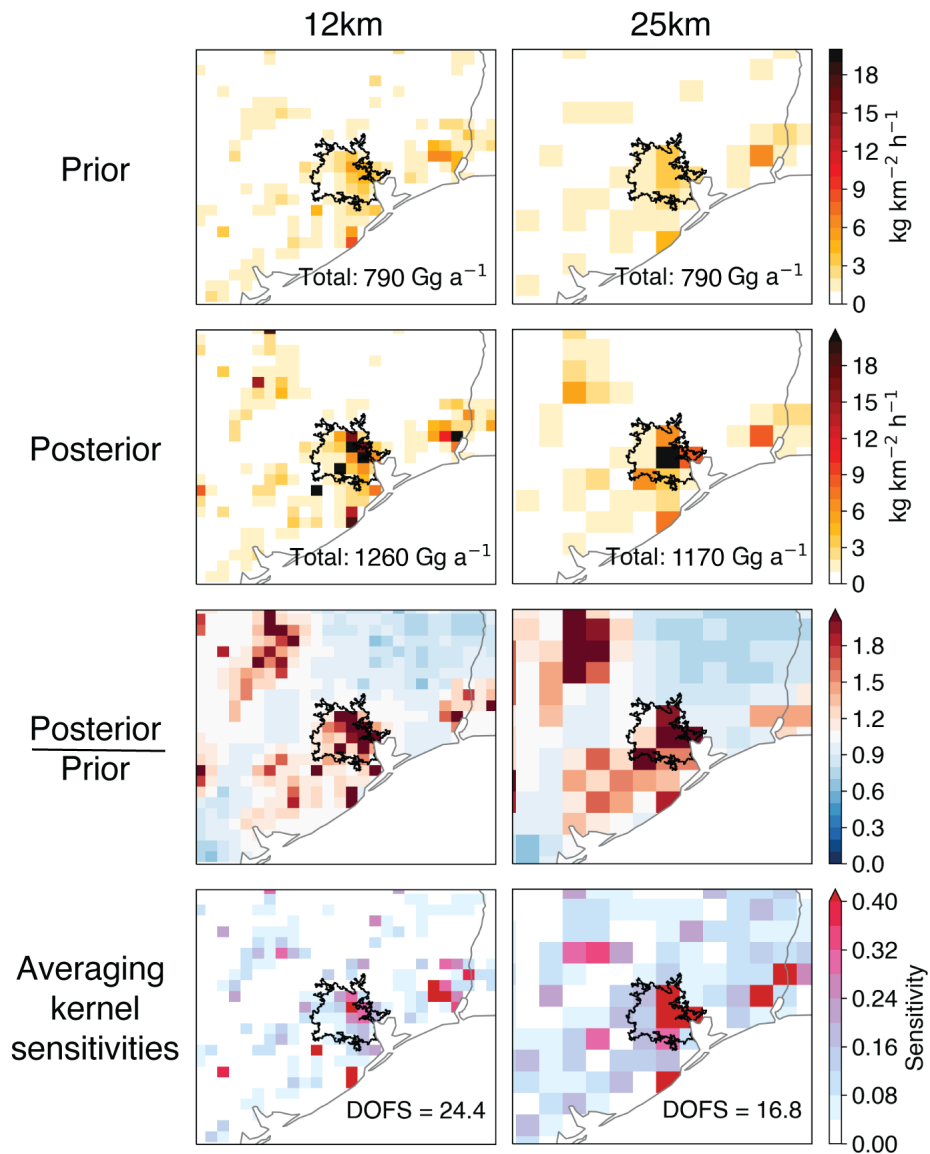 12km 25km
Prior
Total: 790 Gg a⁻¹
Total: 790 Gg a⁻¹
18
15
12
9
6
3
0
kg km⁻² h⁻¹
Posterior
Total: 1260 Gg a⁻¹
Total: 1170 Gg a⁻¹
18
15
12
9
6
3
0
kg km⁻² h⁻¹
Posterior
Prior
1.8
1.5
1.2
0.9
0.6
0.3
0.0
Averaging
kernel
sensitivities
DOFS = 24.4
DOFS = 16.8
0.40
0.32
0.24
0.16
0.08
0.00
Sensitivity